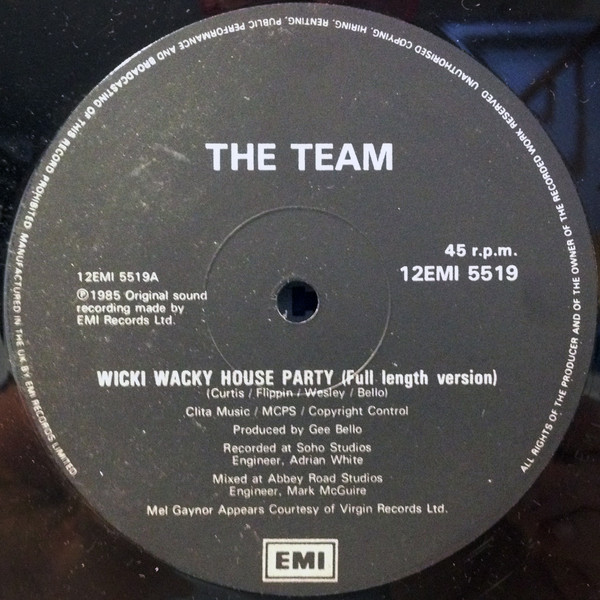 THE TEAM
45 r.p.m.
12EMI 5519
12EMI 5519A
Ⓟ1985 Original sound
recording made by
EMI Records Ltd.
WICKI WACKY HOUSE PARTY (Full length version)
(Curtis / Flippin / Wesley / Bello)
Clita Music / MCPS / Copyright Control
Produced by Gee Bello
Recorded at Soho Studios
Engineer, Adrian White
Mixed at Abbey Road Studios
Engineer, Mark McGuire
Mel Gaynor Appears Courtesy of Virgin Records Ltd.
EMI
ALL RIGHTS OF THE PRODUCER AND OF THE OWNER OF THE RECORDED WORK RESERVED. UNAUTHORISED COPYING, HIRING, RENTING, PUBLIC PERFORMANCE AND BROADCASTING OF THIS RECORD PROHIBITED. MANUFACTURED IN THE UK BY EMI RECORDS LIMITED